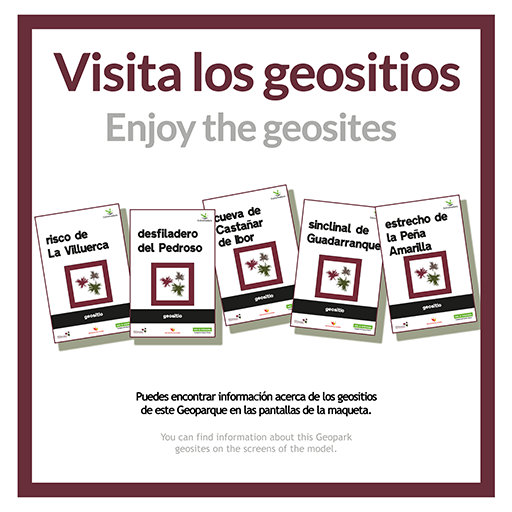 Visita los geositios
Enjoy the geosites
risco de
La Villuerca
geositio
desfiladero
del Pedroso
geositio
cueva de
Castañar
de Ibor
geositio
sinclinal de
Guadarranque
geositio
estrecho de
la Peña
Amarilla
geositio
Puedes encontrar información acerca de los geositios
de este Geoparque en las pantallas de la maqueta.
You can find information about this Geopark
geosites on the screens of the model.